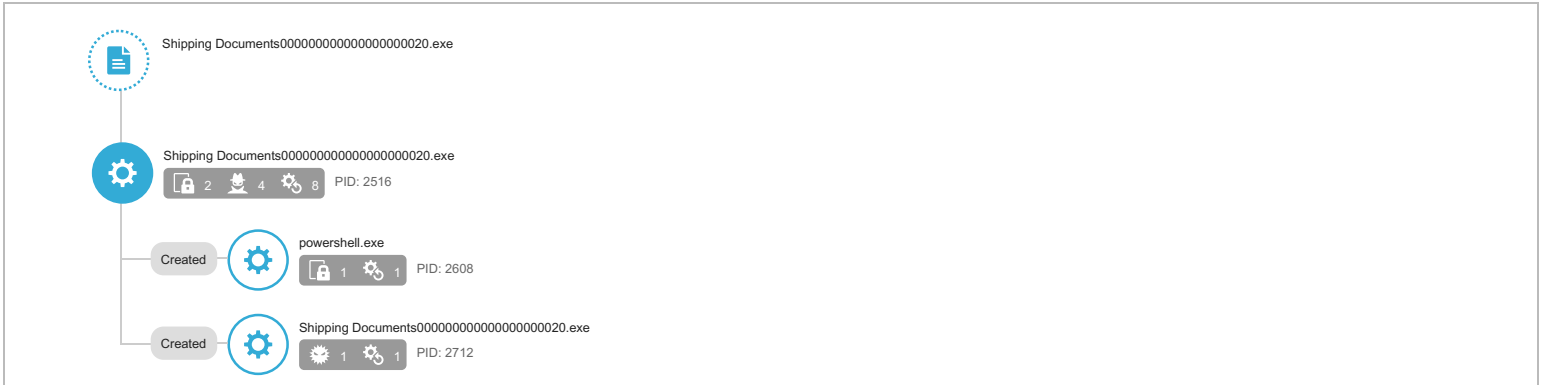 Shipping Documents000000000000000000020.exe
Shipping Documents000000000000000000020.exe
2 4 8 PID: 2516
powershell.exe
Created 1 1 PID: 2608
Shipping Documents000000000000000000020.exe
Created 1 1 PID: 2712